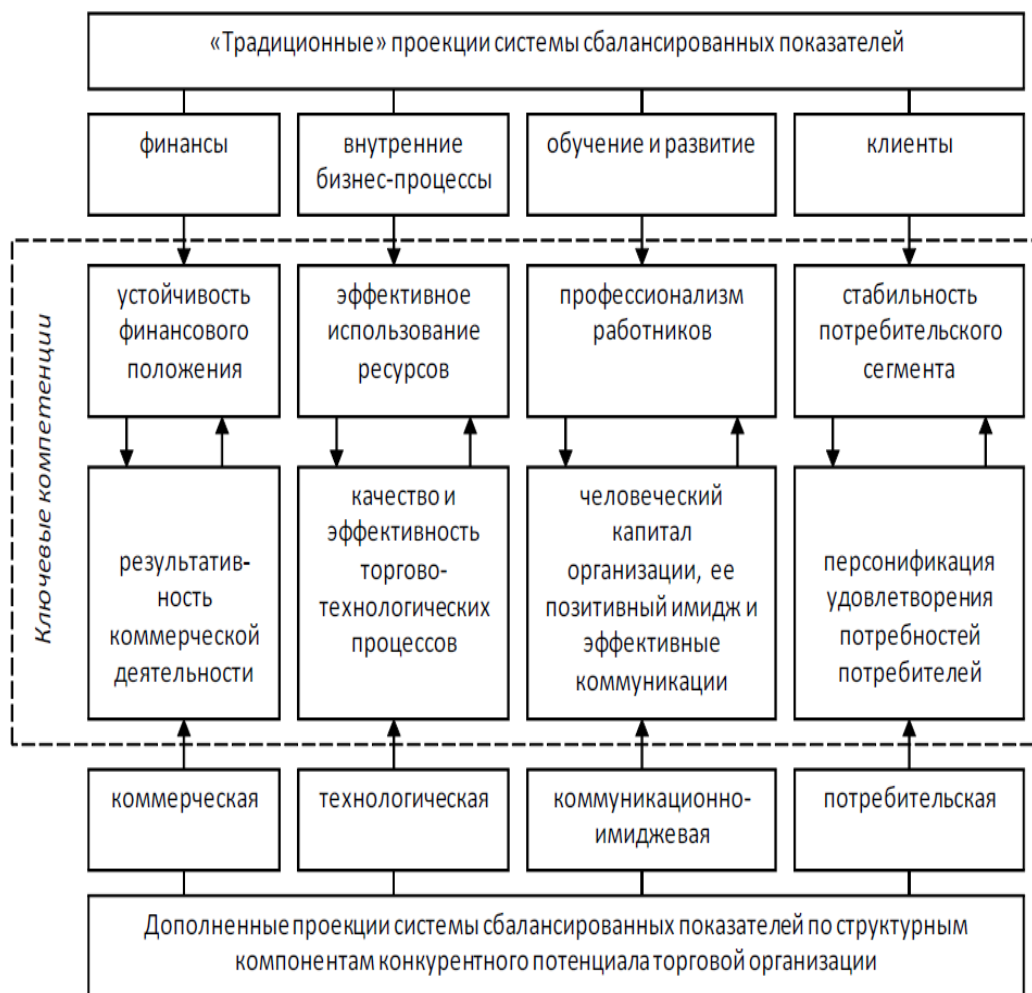 «Традиционные» проекции системы сбалансированных показателей
финансы
внутренние
бизнес-процессы
обучение и развитие
клиенты
Ключевые компетенции
устойчивость
финансового
положения
эффективное
использование
ресурсов
профессионализм
работников
стабильность
потребительского
сегмента
результатив-
ность
коммерческой
деятельности
качество и
эффективность
торгово-
технологических
процессов
человеческий
капитал
организации, ее
позитивный имидж и
эффективные
коммуникации
персонификация
удовлетворения
потребностей
потребителей
коммерческая
технологическая
коммуникационно-
имиджевая
потребительская
Дополненные проекции системы сбалансированных показателей по структурным
компонентам конкурентного потенциала торговой организации